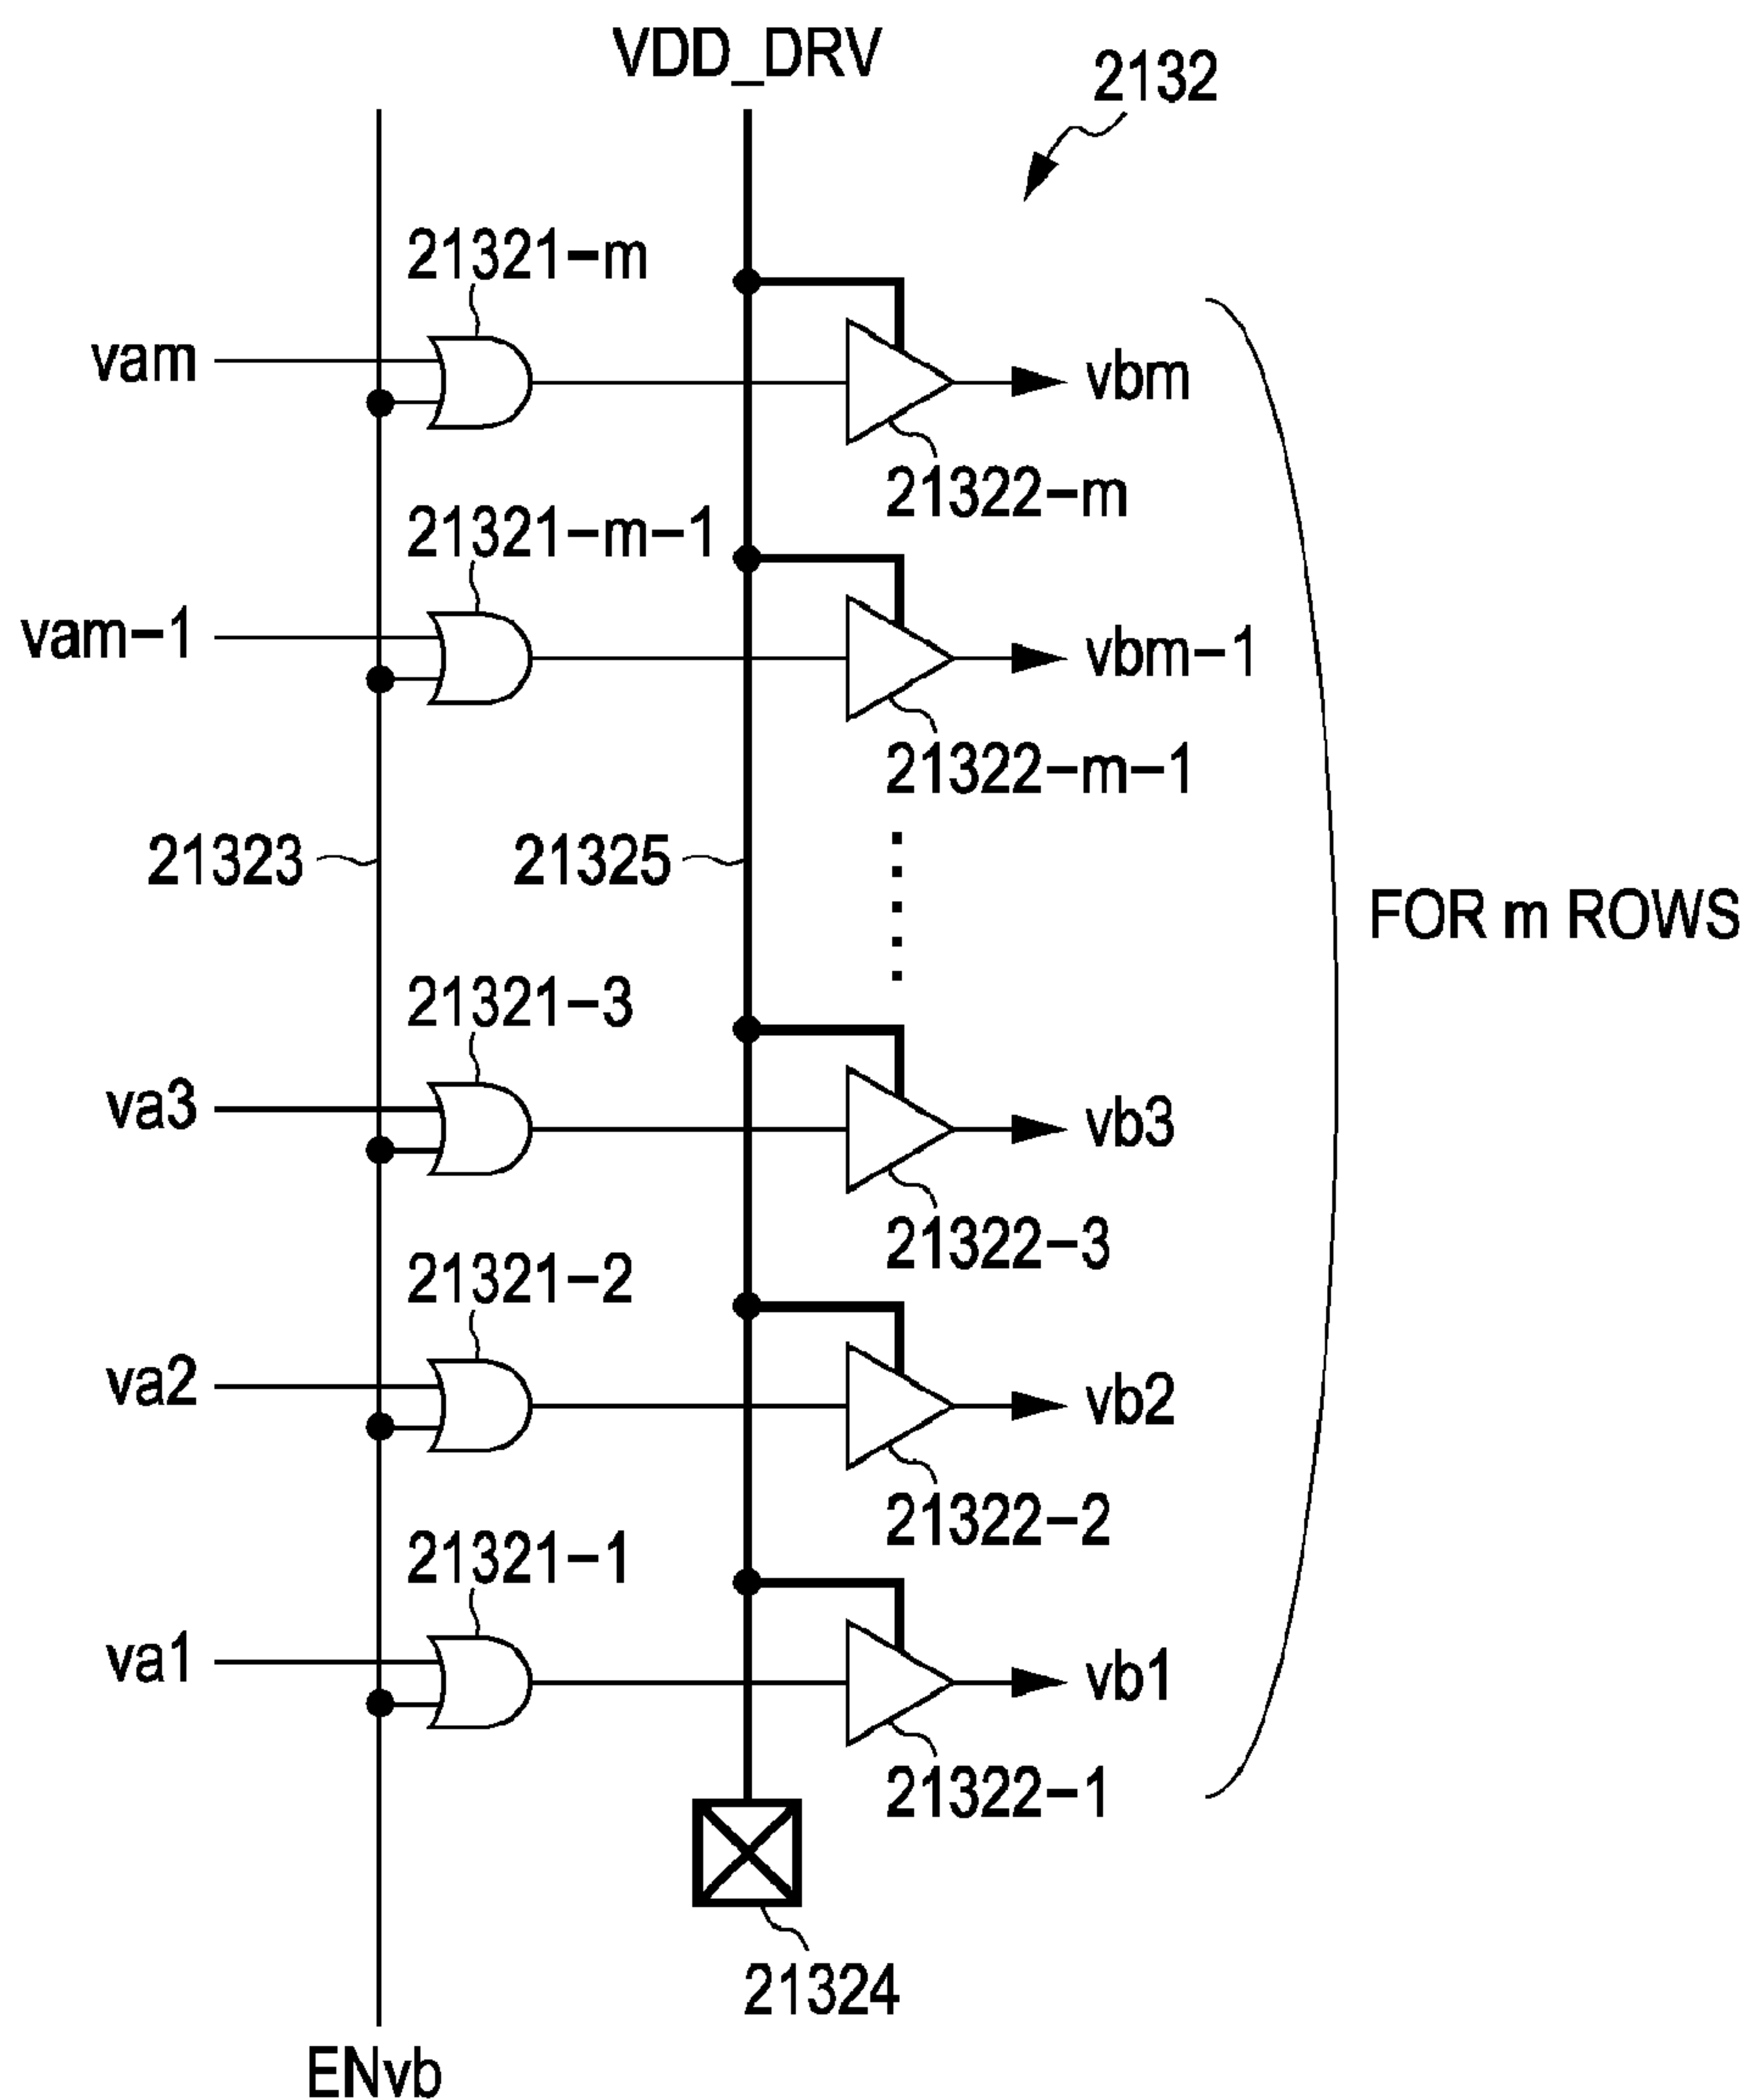 VDD_DRV
2132
21321-m
vam
vbm
21322-m
21321-m-1
vam-1
vbm-1
21322-m-1
21323
21325
FOR m ROWS
21321-3
va3
vb3
21322-3
21321-2
va2
vb2
21322-2
21321-1
va1
vb1
21322-1
21324
ENvb